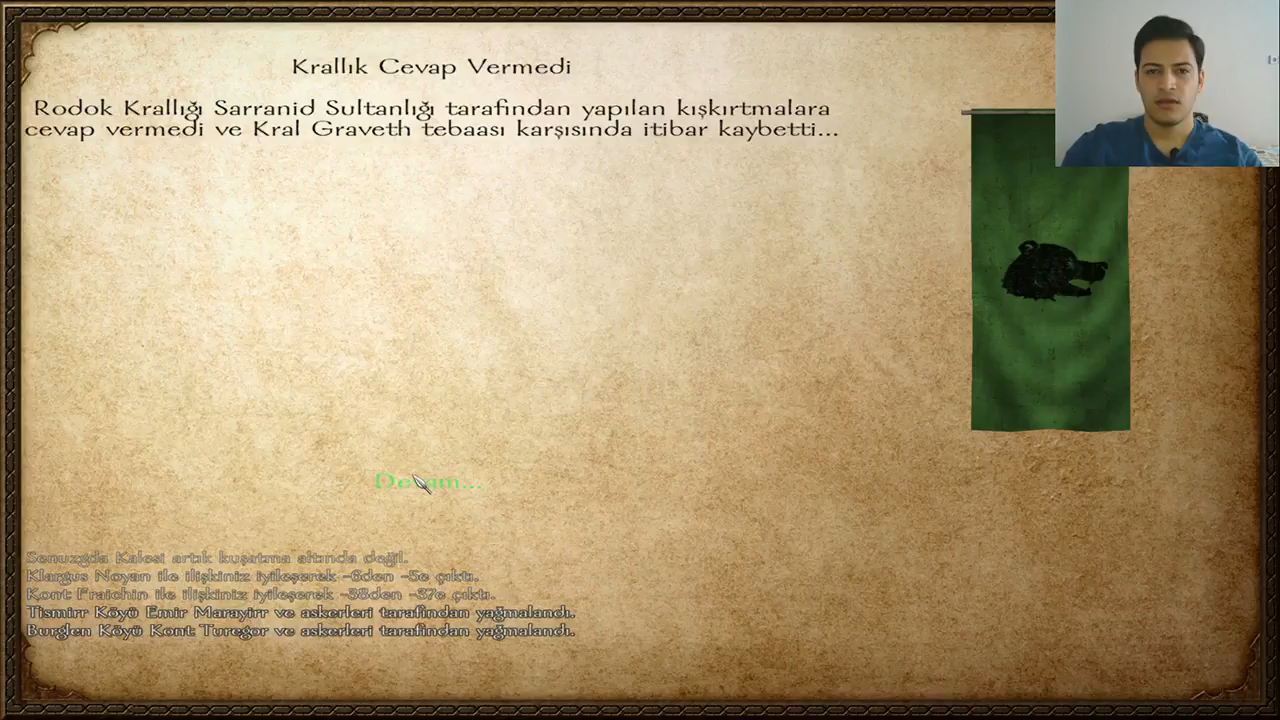 Krallık Cevap Vermedi
Rodok Krallığı Sarranid Sultanlığı tarafından yapılan kışkırtmalara
cevap vermedi ve Kral Graveth tebaası karşısında itibar kaybetti...
Devam...
Senuzgda Kalesi artık kuşatma altında değil.
Klargus Noyan ile ilişkiniz iyileşerek -6den -5e çıktı.
Kont Fraichin ile ilişkiniz iyileşerek -38den -37e çıktı.
Tismirr Köyü Emir Marayirr ve askerleri tarafından yağmalandı.
Burglen Köyü Kont Turegor ve askerleri tarafından yağmalandı.